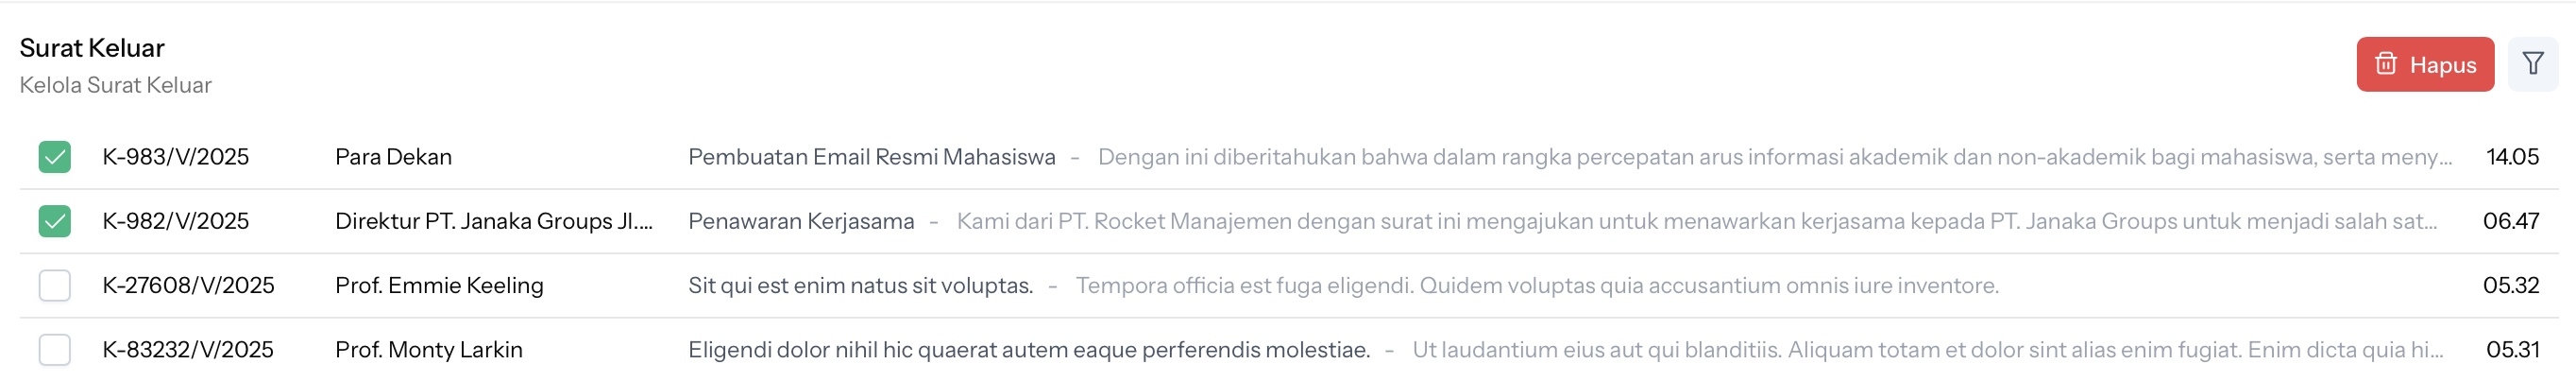 Surat Keluar
Kelola Surat Keluar
Hapus
K-983/V/2025 Para Dekan Pembuatan Email Resmi Mahasiswa - Dengan ini diberitahukan bahwa dalam rangka percepatan arus informasi akademik dan non-akademik bagi mahasiswa, serta meny... 14.05
K-982/V/2025 Direktur PT. Janaka Groups Jl.... Penawaran Kerjasama - Kami dari PT. Rocket Manajemen dengan surat ini mengajukan untuk menawarkan kerjasama kepada PT. Janaka Groups untuk menjadi salah sat... 06.47
K-27608/V/2025 Prof. Emmie Keeling Sit qui est enim natus sit voluptas. - Tempora officia est fuga eligendi. Quidem voluptas quia accusantium omnis iure inventore. 05.32
K-83232/V/2025 Prof. Monty Larkin Eligendi dolor nihil hic quaerat autem eaque perferendis molestiae. - Ut laudantium eius aut qui blanditiis. Aliquam totam et dolor sint alias enim fugiat. Enim dicta quia hi... 05.31